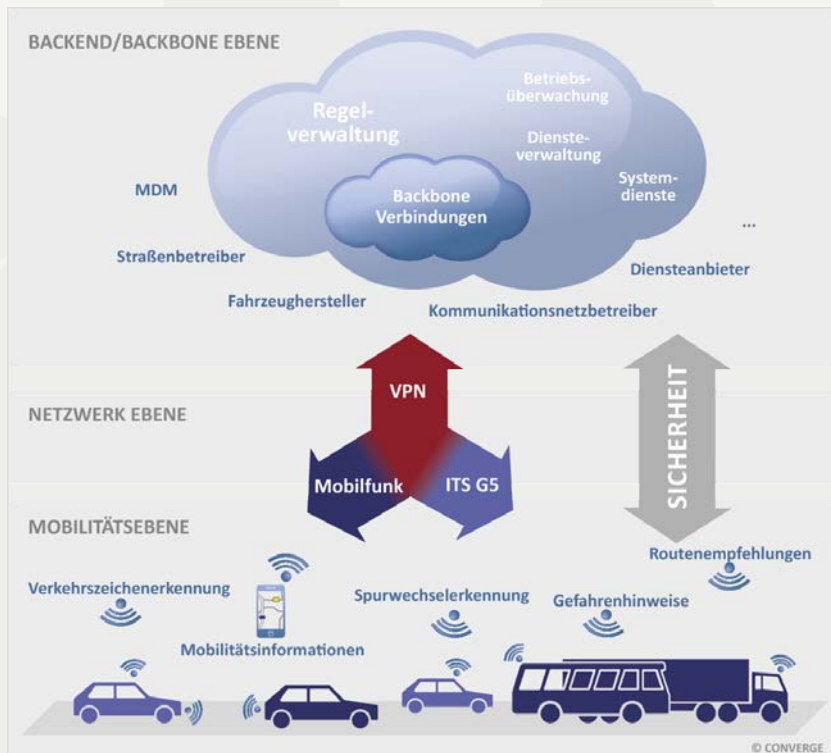 BACKEND/BACKBONE EBENE
Betriebs-
überwachung
Regel-
verwaltung
Dienste-
verwaltung
System-
dienste
MDM
Backbone
Verbindungen
...
Straßenbetreiber
Diensteanbieter
Fahrzeughersteller
Kommunikationsnetzbetreiber
VPN
SICHERHEIT
NETZWERK EBENE
Mobilfunk
ITS G5
MOBILITÄTSEBENE
Routenempfehlungen
Verkehrszeichenerkennung
Spurwechselerkennung
Gefahrenhinweise
Mobilitätsinformationen
© CONVERGE